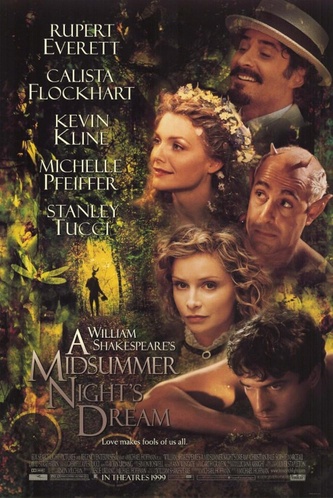 RUPERT
EVERETT
CALISTA
FLOCKHART
KEVIN
KLINE
MICHELLE
PFEIFFER
STANLEY
TUCCI
WILLIAM
SHAKESPEARE'S
A MIDSUMMER
NIGHT'S
DREAM
Love makes fools of us all.
IN THEATRES 1999